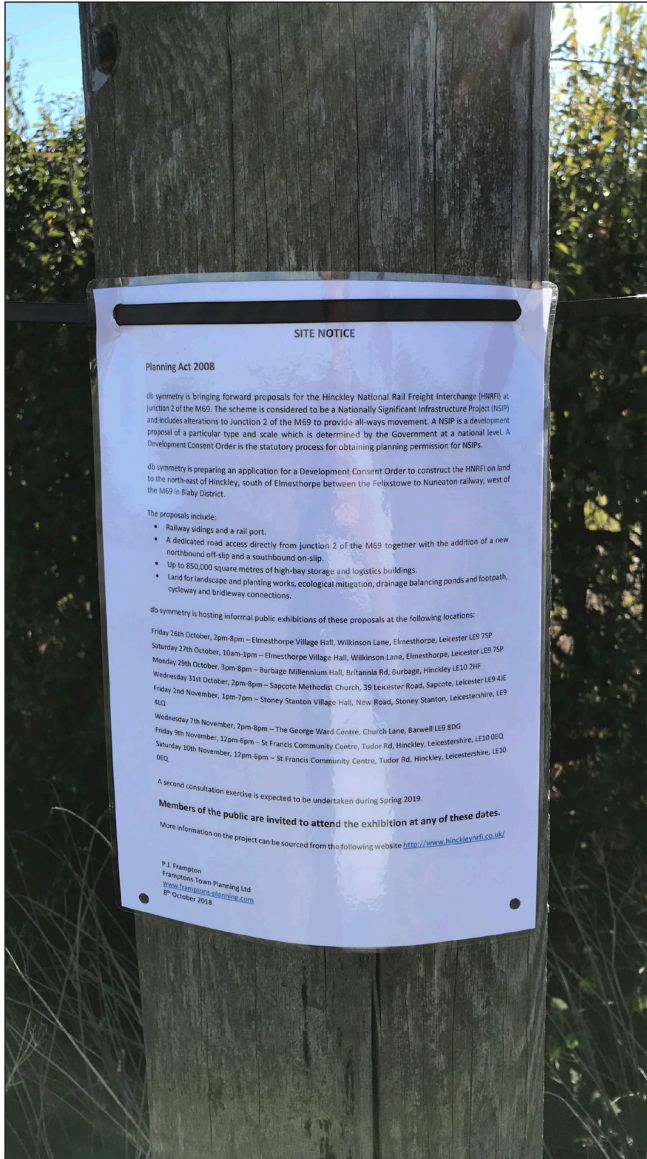 SITE NOTICE
Planning Act 2008
db symmetry is bringing forward proposals for the Hinckley National Rail Freight Interchange (HNRFI) at
junction 2 of the M69. The scheme is considered to be a Nationally Significant Infrastructure Project (NSIP)
and includes alterations to Junction 2 of the M69 to provide all-ways movement. A NSIP is a development
proposal of a particular type and scale which is determined by the Government at a national level. A
Development Consent Order is the statutory process for obtaining planning permission for NSIPs.
db symmetry is preparing an application for a Development Consent Order to construct the HNRFI on land
to the north-east of Hinckley, south of Elmesthorpe between the Felixstowe to Nuneaton railway, west of
the M69 in Blaby District.
The proposals include:
• Railway sidings and a rail port.
• A dedicated road access directly from junction 2 of the M69 together with the addition of a new
northbound off-slip and a southbound on-slip.
• Up to 850,000 square metres of high-bay storage and logistics buildings.
• Land for landscape and planting works, ecological mitigation, drainage balancing ponds and footpath,
cycleway and bridleway connections.
db symmetry is hosting informal public exhibitions of these proposals at the following locations:
Friday 26th October, 2pm-8pm – Elmesthorpe Village Hall, Wilkinson Lane, Elmesthorpe, Leicester LE9 7SP
Saturday 27th October, 10am-1pm – Elmesthorpe Village Hall, Wilkinson Lane, Elmesthorpe, Leicester LE9 7SP
Monday 29th October, 3pm-8pm – Burbage Millennium Hall, Britannia Rd, Burbage, Hinckley LE10 2HF
Wednesday 31st October, 2pm-8pm – Sapcote Methodist Church, 39 Leicester Road, Sapcote, Leicester LE9 4JE
Friday 2nd November, 1pm-7pm – Stoney Stanton Village Hall, New Road, Stoney Stanton, Leicestershire, LE9
4LQ
Wednesday 7th November, 2pm-8pm – The George Ward Centre, Church Lane, Barwell LE9 8DG
Friday 9th November, 12pm-6pm – St Francis Community Centre, Tudor Rd, Hinckley, Leicestershire, LE10 0EQ
Saturday 10th November, 12pm-6pm – St Francis Community Centre, Tudor Rd, Hinckley, Leicestershire, LE10
0EQ
A second consultation exercise is expected to be undertaken during Spring 2019.
Members of the public are invited to attend the exhibition at any of these dates.
More information on the project can be sourced from the following website http://www.hinckleynrfi.co.uk/
P.J. Frampton
Framptons Town Planning Ltd
www.framptons-planning.com
8th October 2018